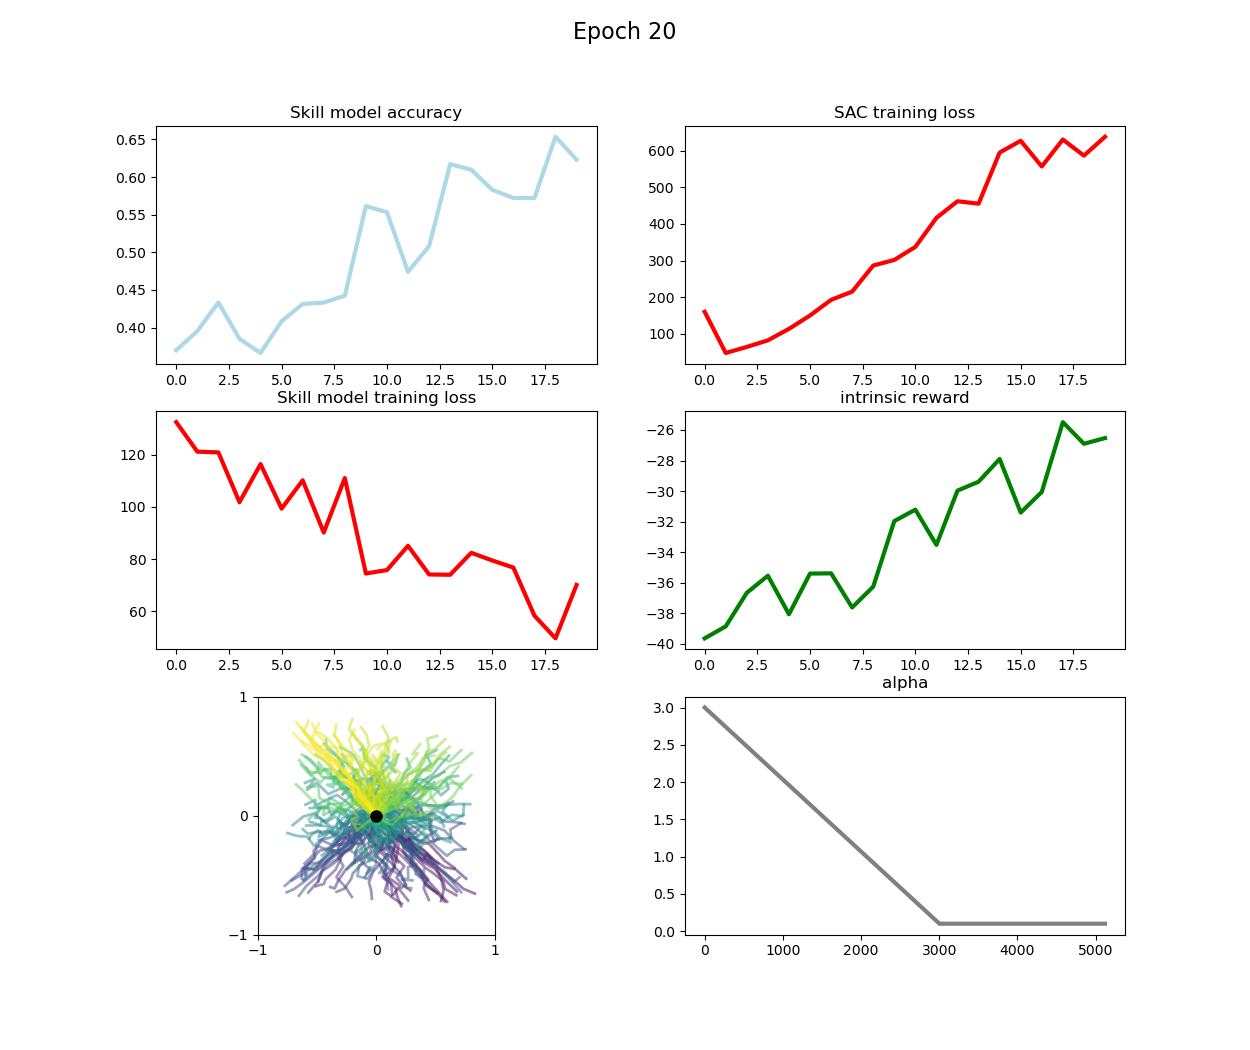 Epoch 20
Skill model accuracy
0.65
0.60
0.55
0.50
0.45
0.40
0.0 2.5 5.0 7.5 10.0 12.5 15.0 17.5
SAC training loss
600
500
400
300
200
100
0.0 2.5 5.0 7.5 10.0 12.5 15.0 17.5
Skill model training loss
120
100
80
60
0.0 2.5 5.0 7.5 10.0 12.5 15.0 17.5
intrinsic reward
−26
−28
−30
−32
−34
−36
−38
−40
0.0 2.5 5.0 7.5 10.0 12.5 15.0 17.5
1
0
−1
−1 0 1
alpha
3.0
2.5
2.0
1.5
1.0
0.5
0.0
0 1000 2000 3000 4000 5000